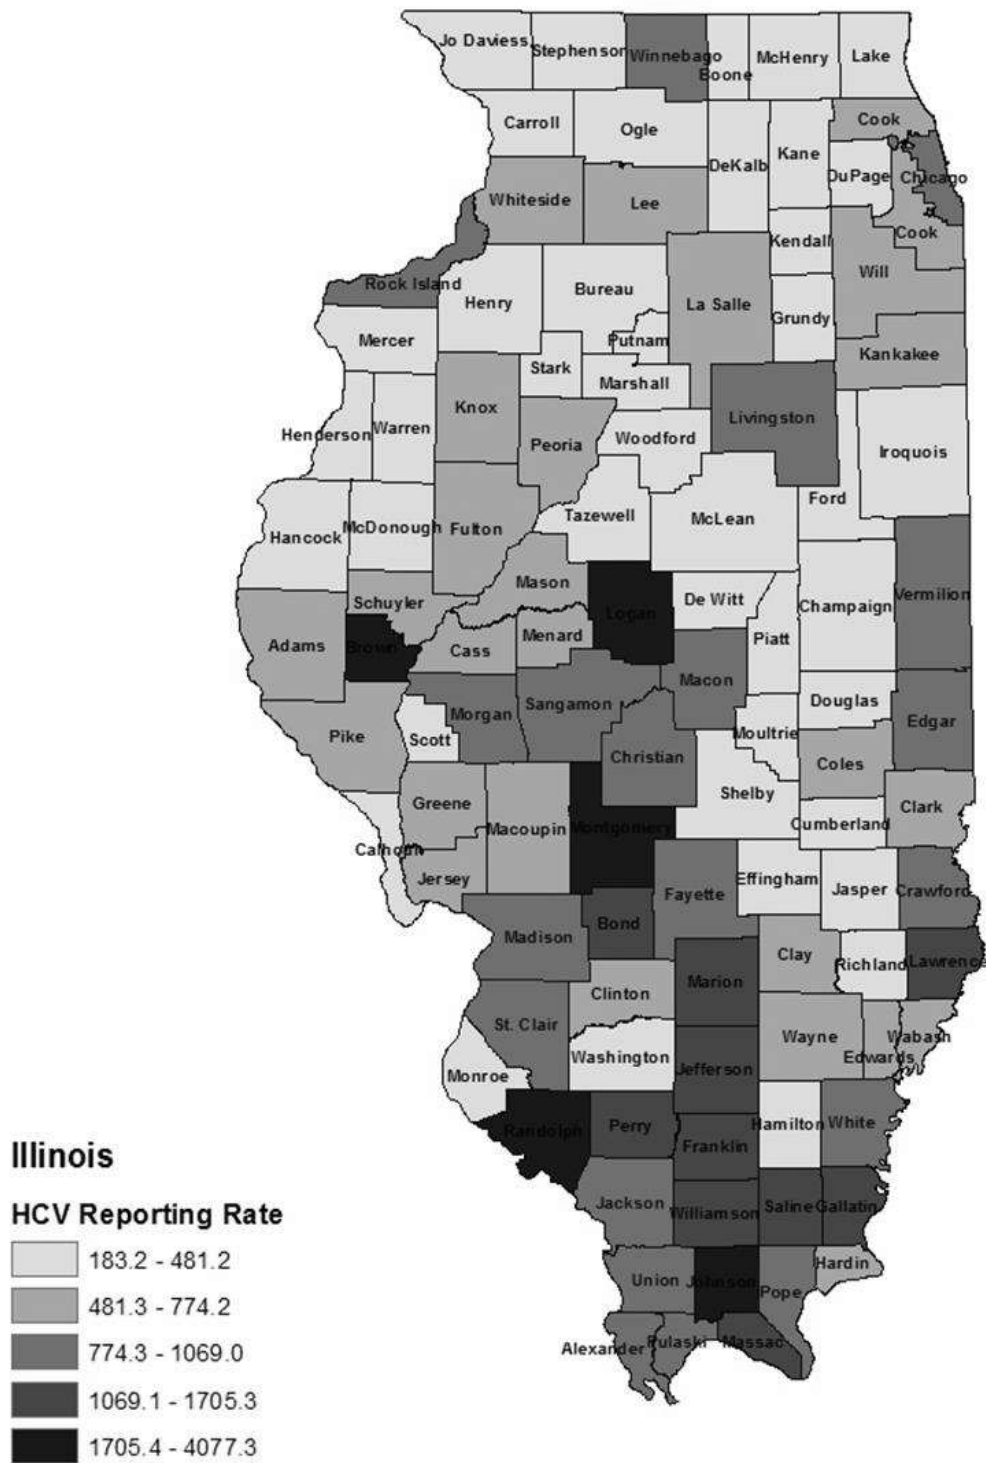 Jo Daviess
Stephenson
Winnebago
Boone
McHenry
Lake
Carroll
Ogle
DeKalb
Kane
Cook
DuPage
Chicago
Whiteside
Lee
Kendall
Cook
Will
Rock Island
Henry
Bureau
La Salle
Grundy
Putnam
Mercer
Kankakee
Stark
Marshall
Knox
Livingston
Henderson
Warren
Peoria
Woodford
Iroquois
Ford
Tazewell
McLean
Hancock
McDonough
Fulton
Mason
De Witt
Champaign
Vermilion
Schuyler
Logan
Adams
Brown
Cass
Menard
Piatt
Macon
Douglas
Edgar
Pike
Scott
Morgan
Sangamon
Christian
Moultrie
Coles
Shelby
Greene
Macoupin
Montgomery
Cumberland
Clark
Calhoun
Jersey
Effingham
Jasper
Crawford
Fayette
Madison
Bond
Clay
Richland
Lawrence
Marion
Clinton
St. Clair
Wayne
Wabash
Edwards
Washington
Jefferson
Monroe
Randolph
Perry
Franklin
Hamilton
White
Jackson
Williamson
Saline
Gallatin
Union
Johnson
Pope
Hardin
Alexander
Pulaski
Massac
Illinois
HCV Reporting Rate
183.2 - 481.2
481.3 - 774.2
774.3 - 1069.0
1069.1 - 1705.3
1705.4 - 4077.3